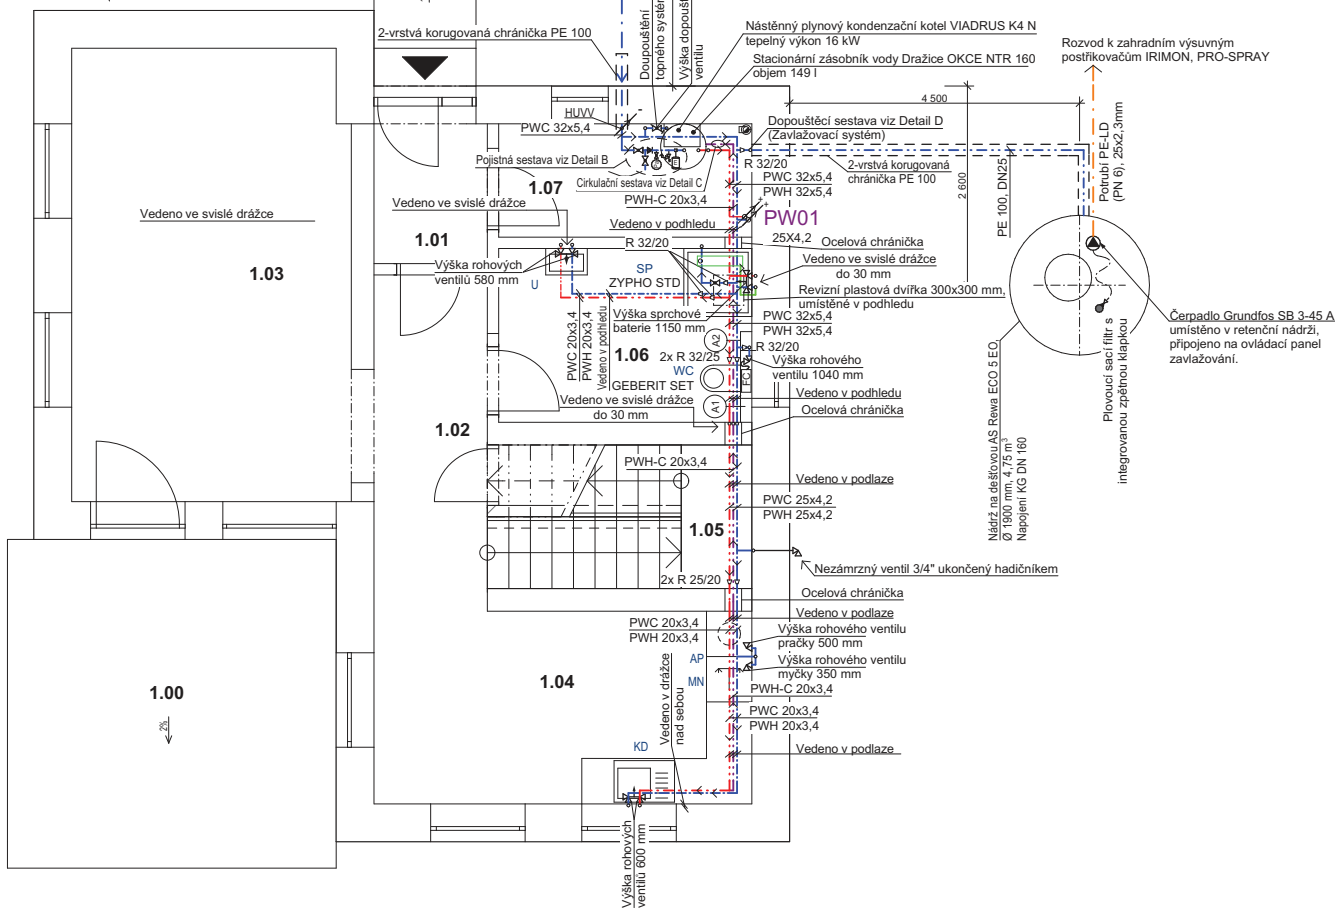 2-vrstvá korugovaná chránička PE 100
Doupouštění
topného systém
Výška dopoušt
ventilu
Nástěnný plynový kondenzační kotel VIADRUS K4 N
tepelný výkon 16 kW
Stacionární zásobník vody Dražice OKCE NTR 160
objem 149 l
Rozvod k zahradním výsuvným
postřikovačům IRIMON, PRO-SPRAY
4 500
HUVV
PWC 32x5,4
Dopouštěcí sestava viz Detail D
(Zavlažovací systém)
Potrubí PE-LD
(PN 6), 25x2,3mm
Pojistná sestava viz Detail B
R 32/20
2-vrstvá korugovaná
chránička PE 100
PE 100, DN25
2 600
Cirkulační sestava viz Detail C
PWC 32x5,4
PWH 32x5,4
1.07
PWH-C 20x3,4
Vedeno ve svislé drážce
Vedeno ve svislé drážce
PW01
Vedeno v podhledu
25X4,2
1.01
R 32/20
Ocelová chránička
Výška rohových
ventilů 580 mm
1.03
SP
ZYPHO STD
Vedeno ve svislé drážce
do 30 mm
U
Revizní plastová dvířka 300x300 mm,
umístěné v podhledu
Výška sprchové
baterie 1150 mm
PWC 32x5,4
PWH 32x5,4
Čerpadlo Grundfos SB 3-45 A
umístěno v retenční nádrži,
připojeno na ovládací panel
zavlažování.
PWC 20x3,4
PWH 20x3,4
Vedeno v podhledu
1.06
A2
R 32/20
2x R 32/25
WC
FC
Výška rohového
ventilu 1040 mm
GEBERIT SET
Vedeno v podhledu
Vedeno ve svislé drážce
do 30 mm
A1
Ocelová chránička
Nádrž na dešťovou AS Rewa ECO 5 EO,
Ø 1900 mm, 4,75 m³
Napojení KG DN 160
Plovoucí sací filtr s
integrovanou zpětnou klapkou
1.02
PWH-C 20x3,4
Vedeno v podlaze
PWC 25x4,2
PWH 25x4,2
1.05
Nezámrzný ventil 3/4" ukončený hadičníkem
2x R 25/20
Ocelová chránička
Vedeno v podlaze
PWC 20x3,4
PWH 20x3,4
Výška rohového ventilu
pračky 500 mm
AP
Výška rohového ventilu
myčky 350 mm
MN
1.04
1.00
2%
Vedeno v drážce
nad sebou
PWH-C 20x3,4
PWC 20x3,4
PWH 20x3,4
KD
Vedeno v podlaze
Výška rohových
ventilů 600 mm